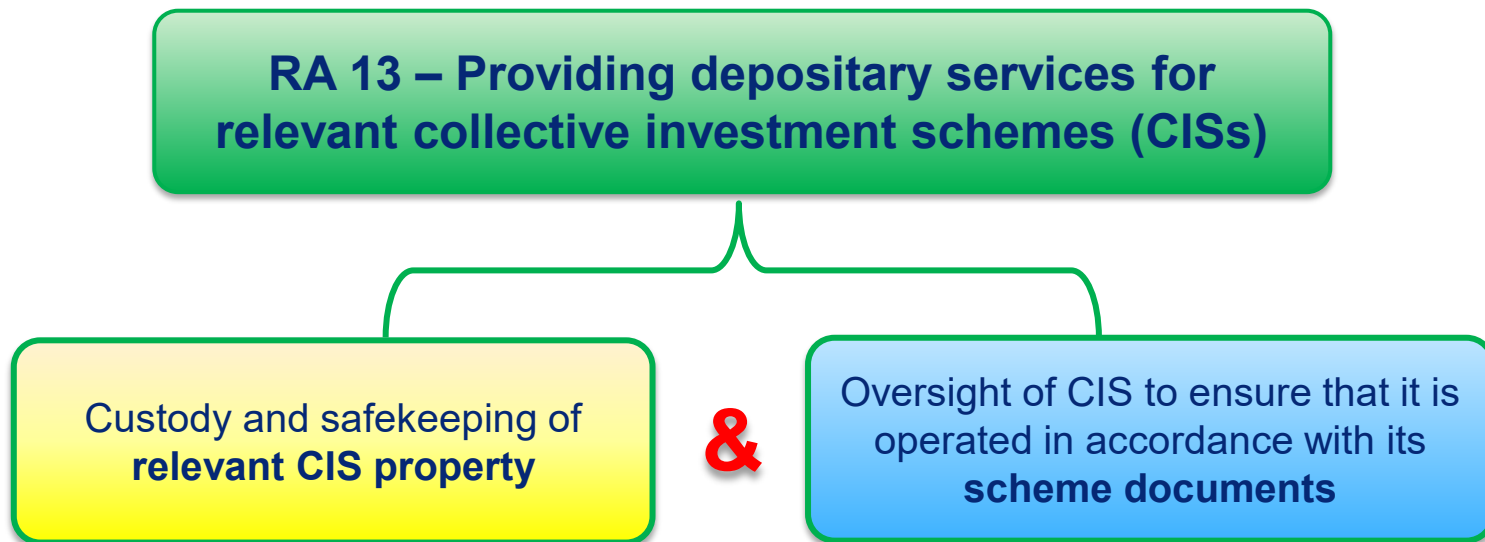 RA 13 – Providing depositary services for
relevant collective investment schemes (CISs)
Custody and safekeeping of
relevant CIS property
&
Oversight of CIS to ensure that it is
operated in accordance with its
scheme documents